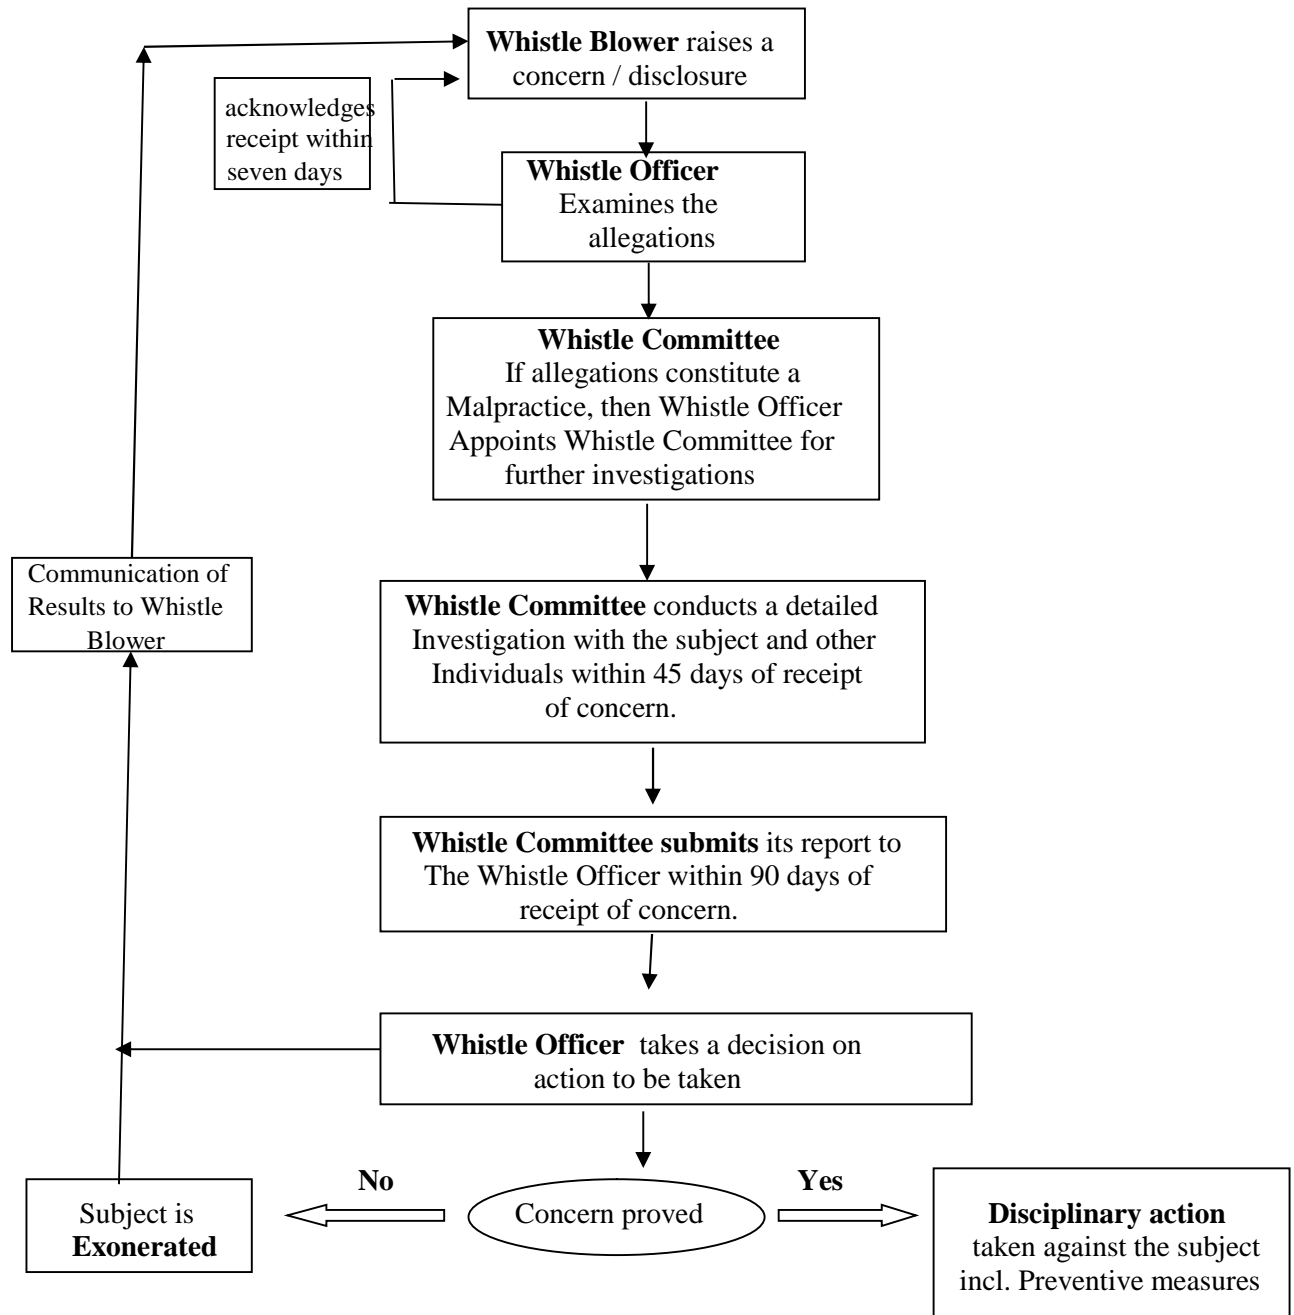 Whistle Blower raises a
concern / disclosure
acknowledges
receipt within
seven days
Whistle Officer
Examines the
allegations
Whistle Committee
If allegations constitute a
Malpractice, then Whistle Officer
Appoints Whistle Committee for
further investigations
Communication of
Results to Whistle
Blower
Whistle Committee conducts a detailed
Investigation with the subject and other
Individuals within 45 days of receipt
of concern.
Whistle Committee submits its report to
The Whistle Officer within 90 days of
receipt of concern.
Whistle Officer takes a decision on
action to be taken
No
Yes
Subject is
Exonerated
Concern proved
Disciplinary action
taken against the subject
incl. Preventive measures